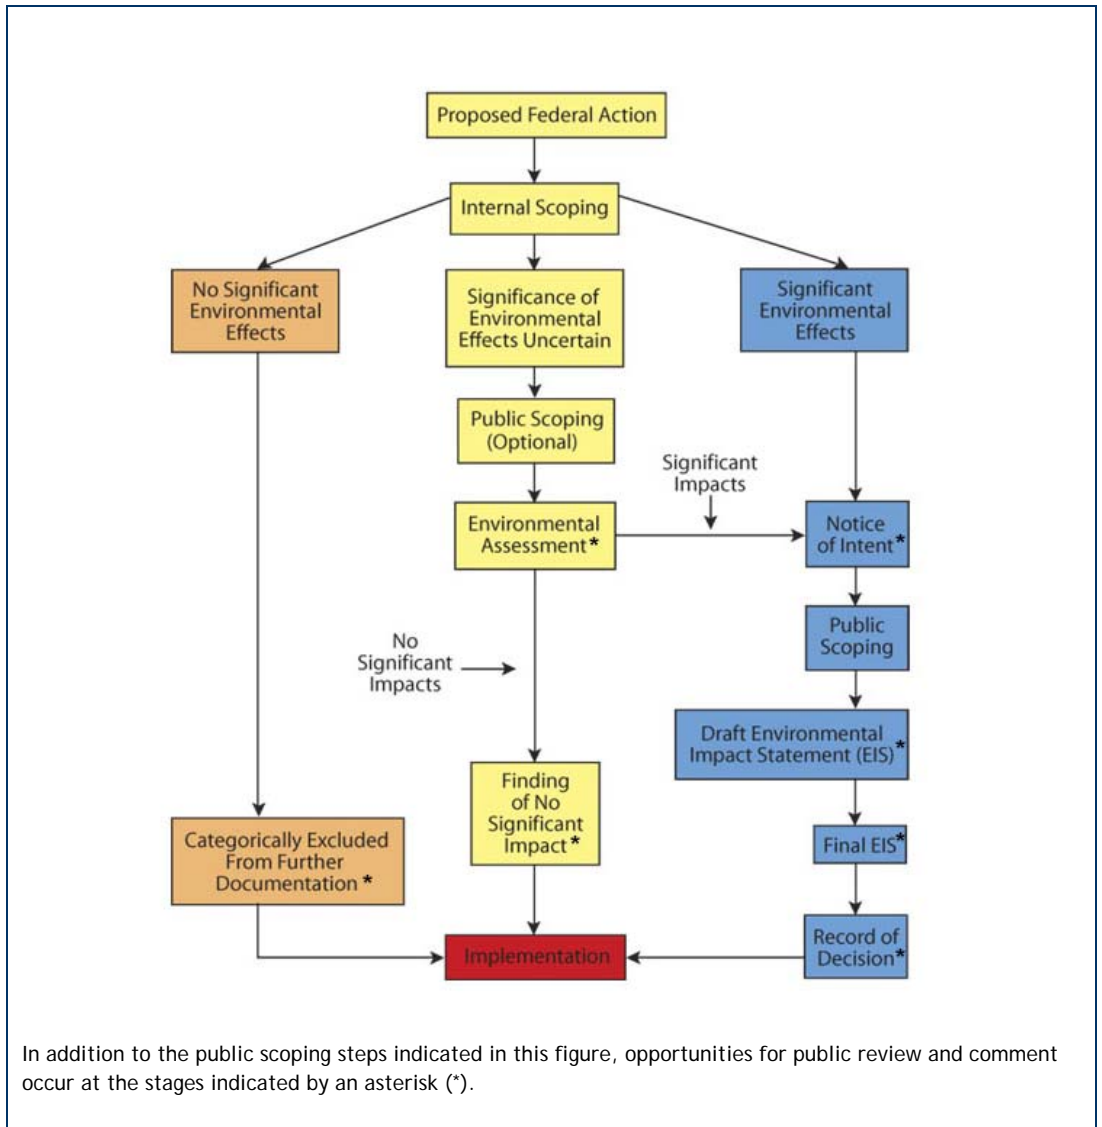 Proposed Federal Action
Internal Scoping
No Significant
Environmental
Effects
Significance of
Environmental
Effects Uncertain
Significant
Environmental
Effects
Public Scoping
(Optional)
Significant
Impacts
Environmental
Assessment*
Notice
of Intent*
Public
Scoping
No
Significant
Impacts
Draft Environmental
Impact Statement (EIS)*
Finding
of No
Significant
Impact*
Categorically Excluded
From Further
Documentation *
Final EIS*
Record of
Decision*
Implementation
In addition to the public scoping steps indicated in this figure, opportunities for public review and comment
occur at the stages indicated by an asterisk (*).